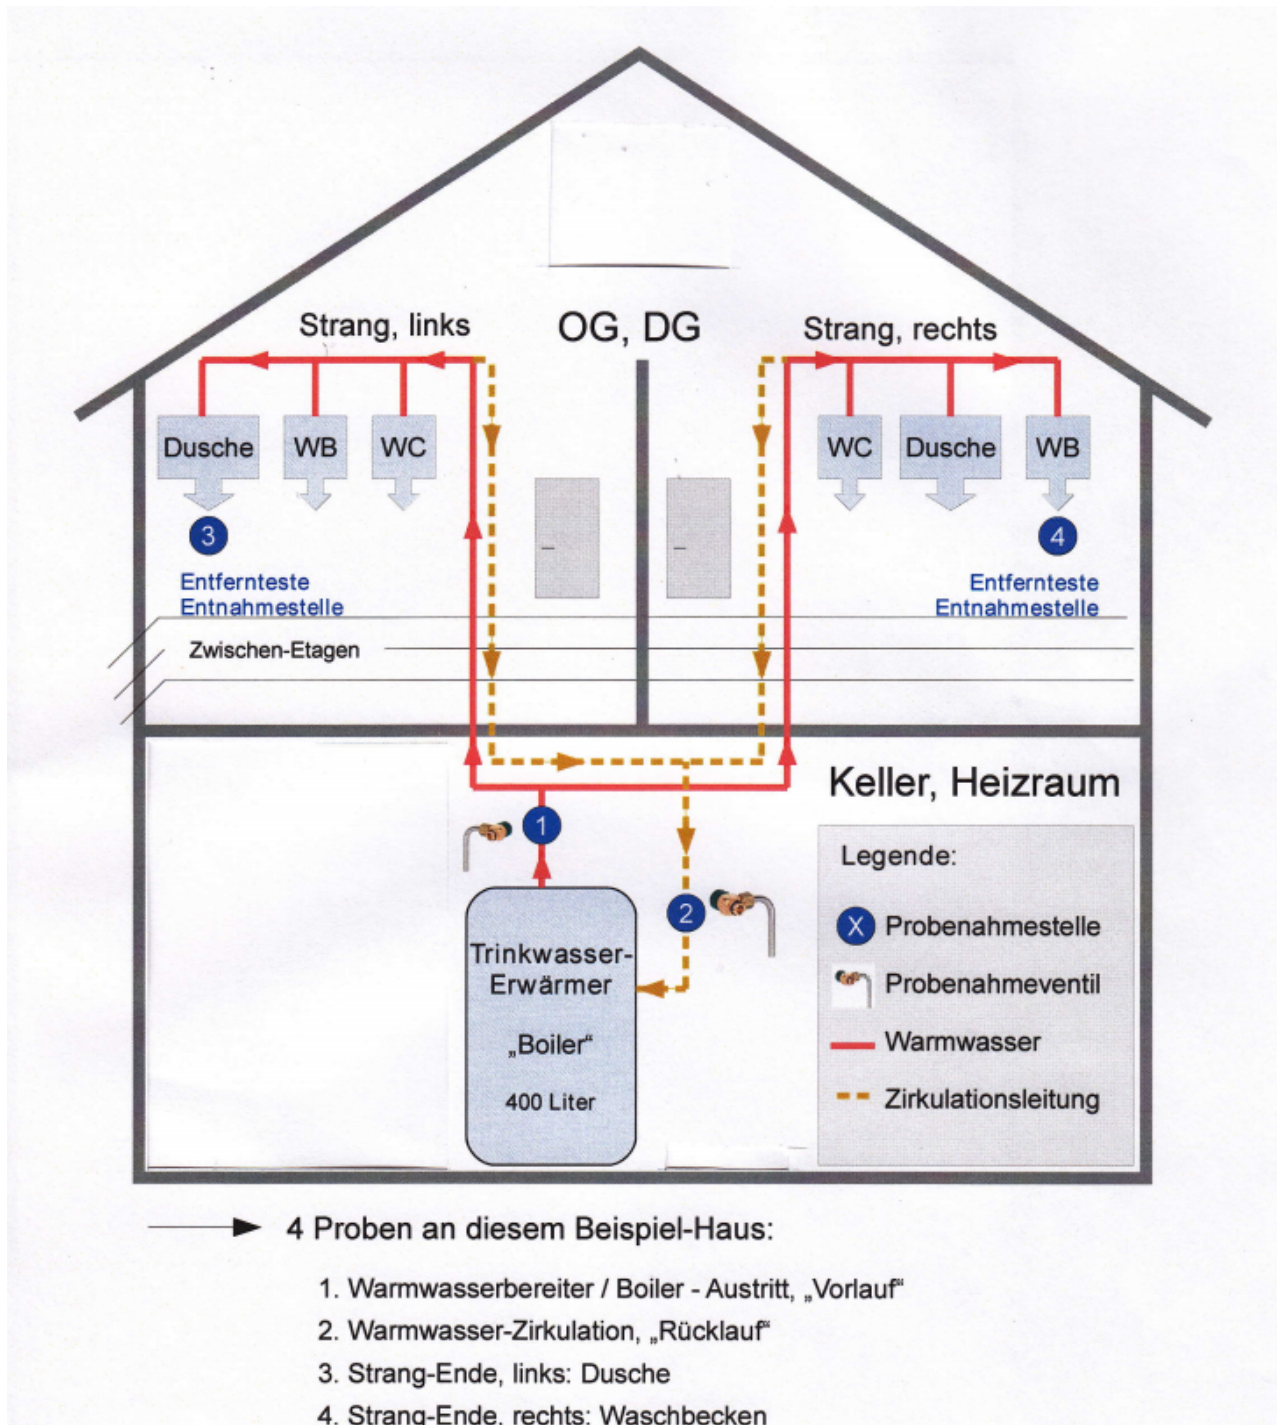 Strang, links
OG, DG
Strang, rechts
Dusche
WB
WC
WC
Dusche
WB
3
4
Entfernteste
Entnahmestelle
Entfernteste
Entnahmestelle
Zwischen-Etagen
Keller, Heizraum
1
2
Trinkwasser-
Erwärmer
„Boiler“
400 Liter
Legende:
X Probenahmestelle
Probenahmeventil
Warmwasser
Zirkulationsleitung
4 Proben an diesem Beispiel-Haus:
1. Warmwasserbereiter / Boiler - Austritt, „Vorlauf“
2. Warmwasser-Zirkulation, „Rücklauf“
3. Strang-Ende, links: Dusche
4. Strang-Ende, rechts: Waschbecken